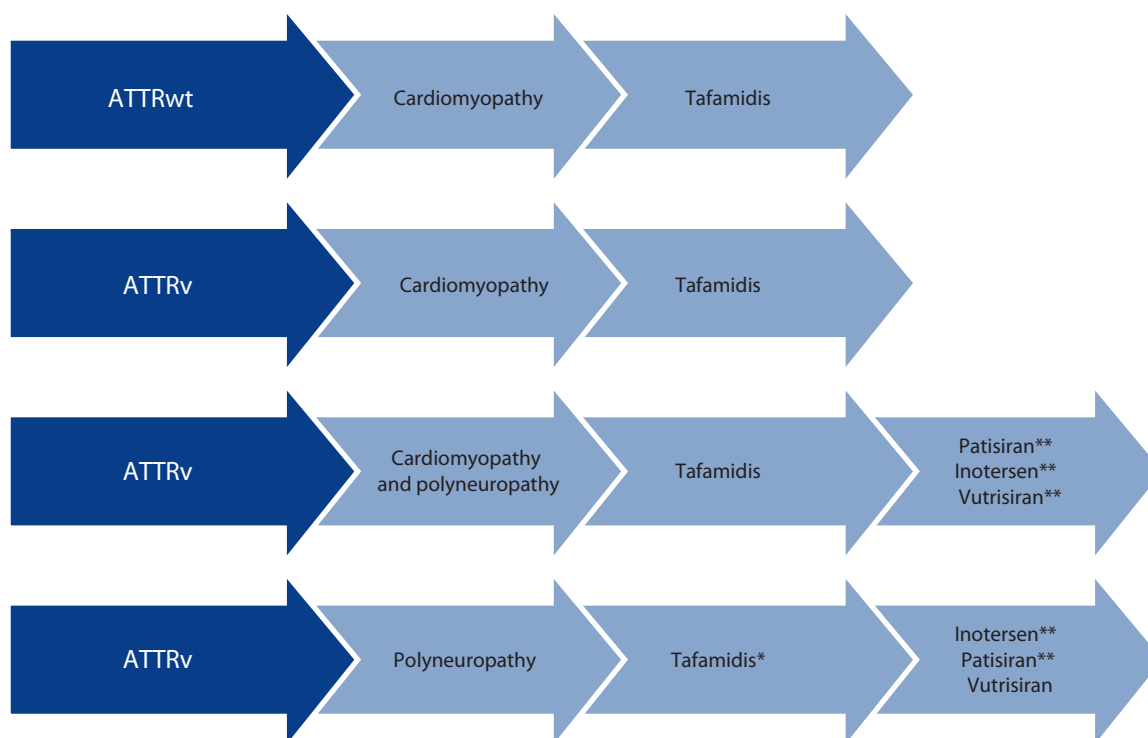 ATTRwt
Cardiomyopathy
Tafamidis
ATTRv
Cardiomyopathy
Tafamidis
ATTRv
Cardiomyopathy
and polyneuropathy
Tafamidis
Patisiran**
Inotersen**
Vutrisiran**
ATTRv
Polyneuropathy
Tafamidis*
Inotersen**
Patisiran**
Vutrisiran